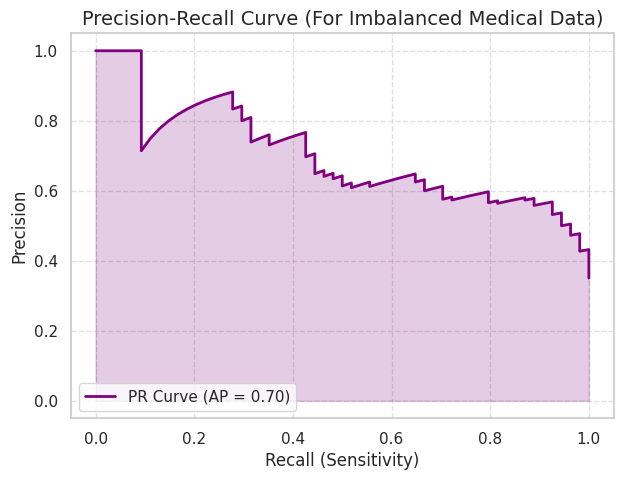 Precision-Recall Curve (For Imbalanced Medical Data)
1.0
0.8
0.6
0.4
0.2
0.0
Precision
PR Curve (AP = 0.70)
0.0 0.2 0.4 0.6 0.8 1.0
Recall (Sensitivity)